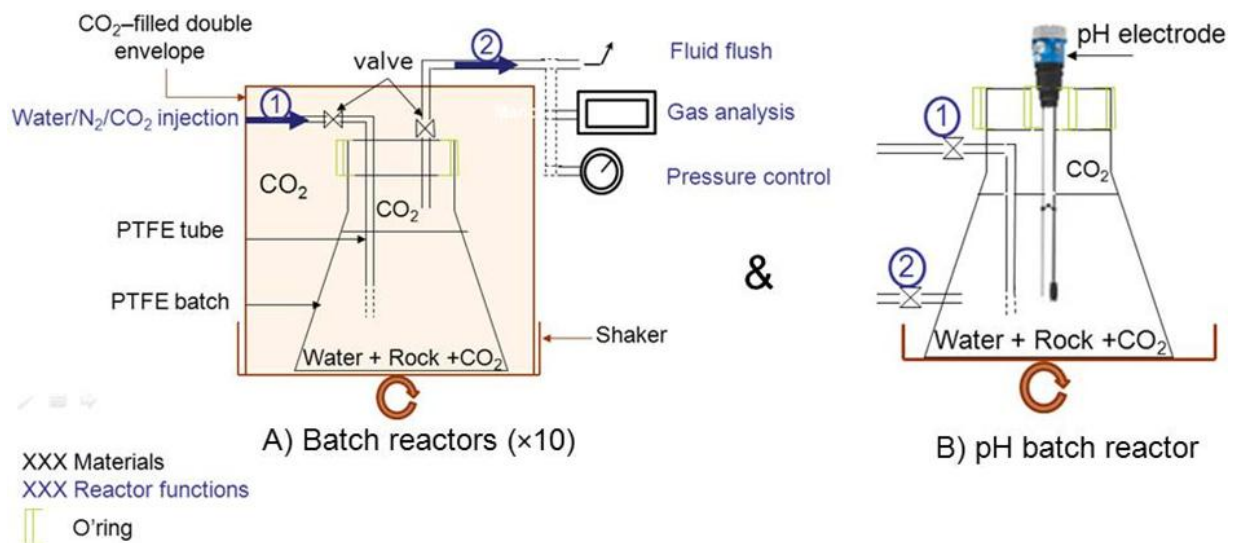 CO₂–filled double
envelope
valve
2
Fluid flush
1
Water/N₂/CO₂ injection
Gas analysis
CO₂
CO₂
Pressure control
PTFE tube
PTFE batch
Shaker
Water + Rock +CO₂
A) Batch reactors (×10)
&
pH electrode
1
CO₂
2
Water + Rock +CO₂
B) pH batch reactor
XXX Materials
XXX Reactor functions
O'ring